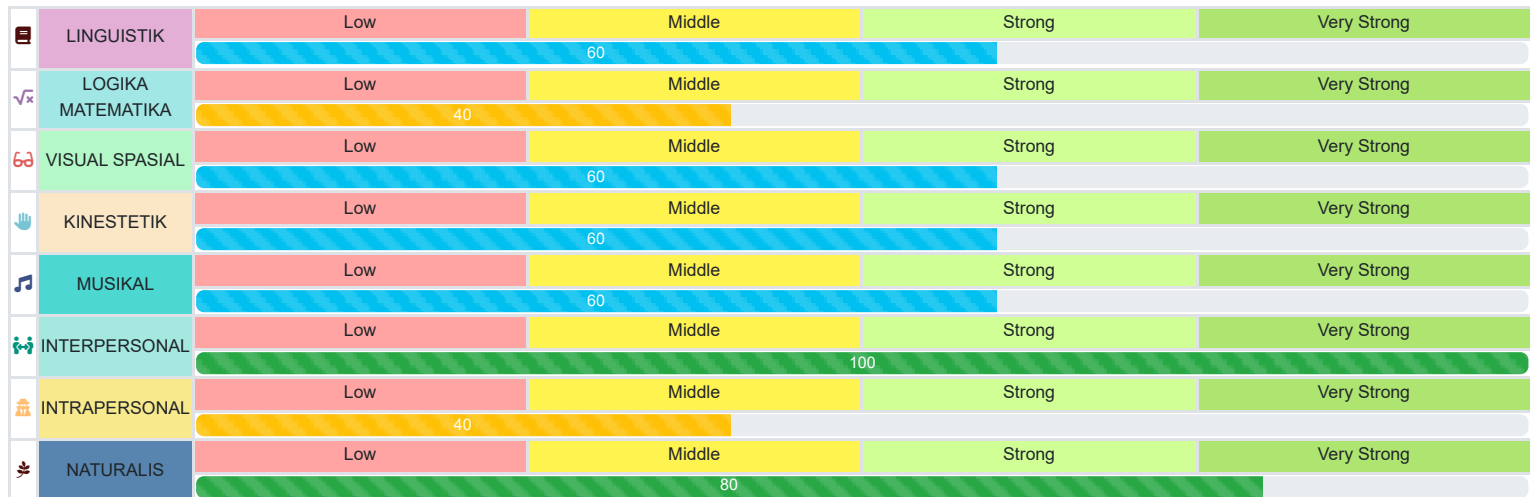 LINGUISTIK
Low Middle Strong Very Strong
60
LOGIKA
MATEMATIKA
Low Middle Strong Very Strong
40
VISUAL SPASIAL
Low Middle Strong Very Strong
60
KINESTETIK
Low Middle Strong Very Strong
60
MUSIKAL
Low Middle Strong Very Strong
60
INTERPERSONAL
Low Middle Strong Very Strong
100
INTRAPERSONAL
Low Middle Strong Very Strong
40
NATURALIS
Low Middle Strong Very Strong
80